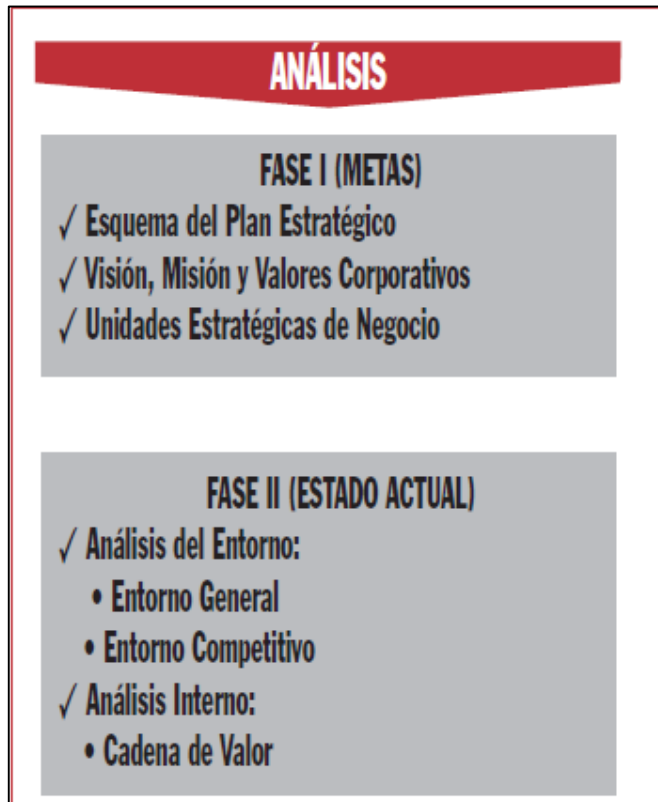 ANÁLISIS
FASE I (METAS)
✓ Esquema del Plan Estratégico
✓ Visión, Misión y Valores Corporativos
✓ Unidades Estratégicas de Negocio
FASE II (ESTADO ACTUAL)
✓ Análisis del Entorno:
• Entorno General
• Entorno Competitivo
✓ Análisis Interno:
• Cadena de Valor